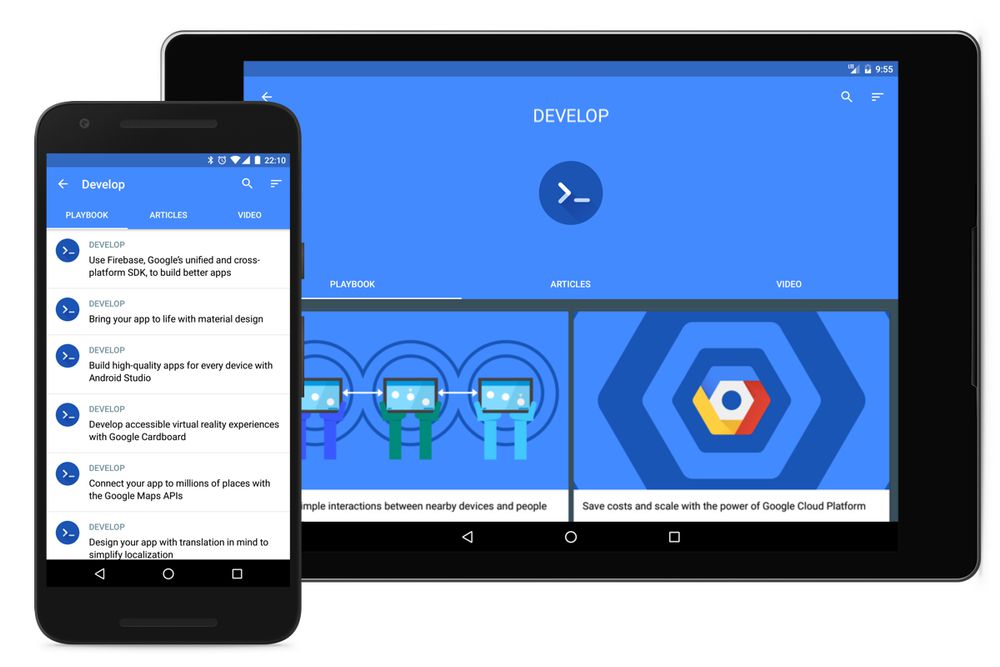 22:10
Develop
PLAYBOOK ARTICLES VIDEO
DEVELOP
Use Firebase, Google's unified and cross-
platform SDK, to build better apps
DEVELOP
Bring your app to life with material design
DEVELOP
Build high-quality apps for every device with
Android Studio
DEVELOP
Develop accessible virtual reality experiences
with Google Cardboard
DEVELOP
Connect your app to millions of places with
the Google Maps APIs
DEVELOP
Design your app with translation in mind to
simplify localization
9:55
DEVELOP
PLAYBOOK ARTICLES VIDEO
interactions between nearby devices and people
Save costs and scale with the power of Google Cloud Platform